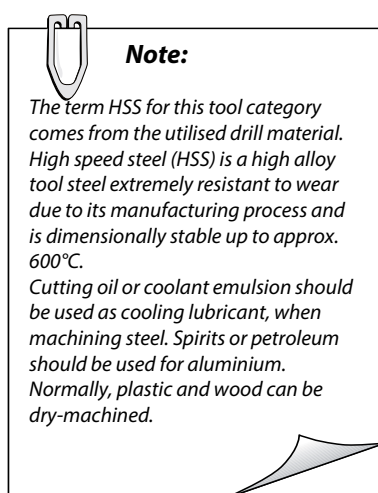 Note:
The term HSS for this tool category
comes from the utilised drill material.
High speed steel (HSS) is a high alloy
tool steel extremely resistant to wear
due to its manufacturing process and
is dimensionally stable up to approx.
600°C.
Cutting oil or coolant emulsion should
be used as cooling lubricant, when
machining steel. Spirits or petroleum
should be used for aluminium.
Normally, plastic and wood can be
dry-machined.